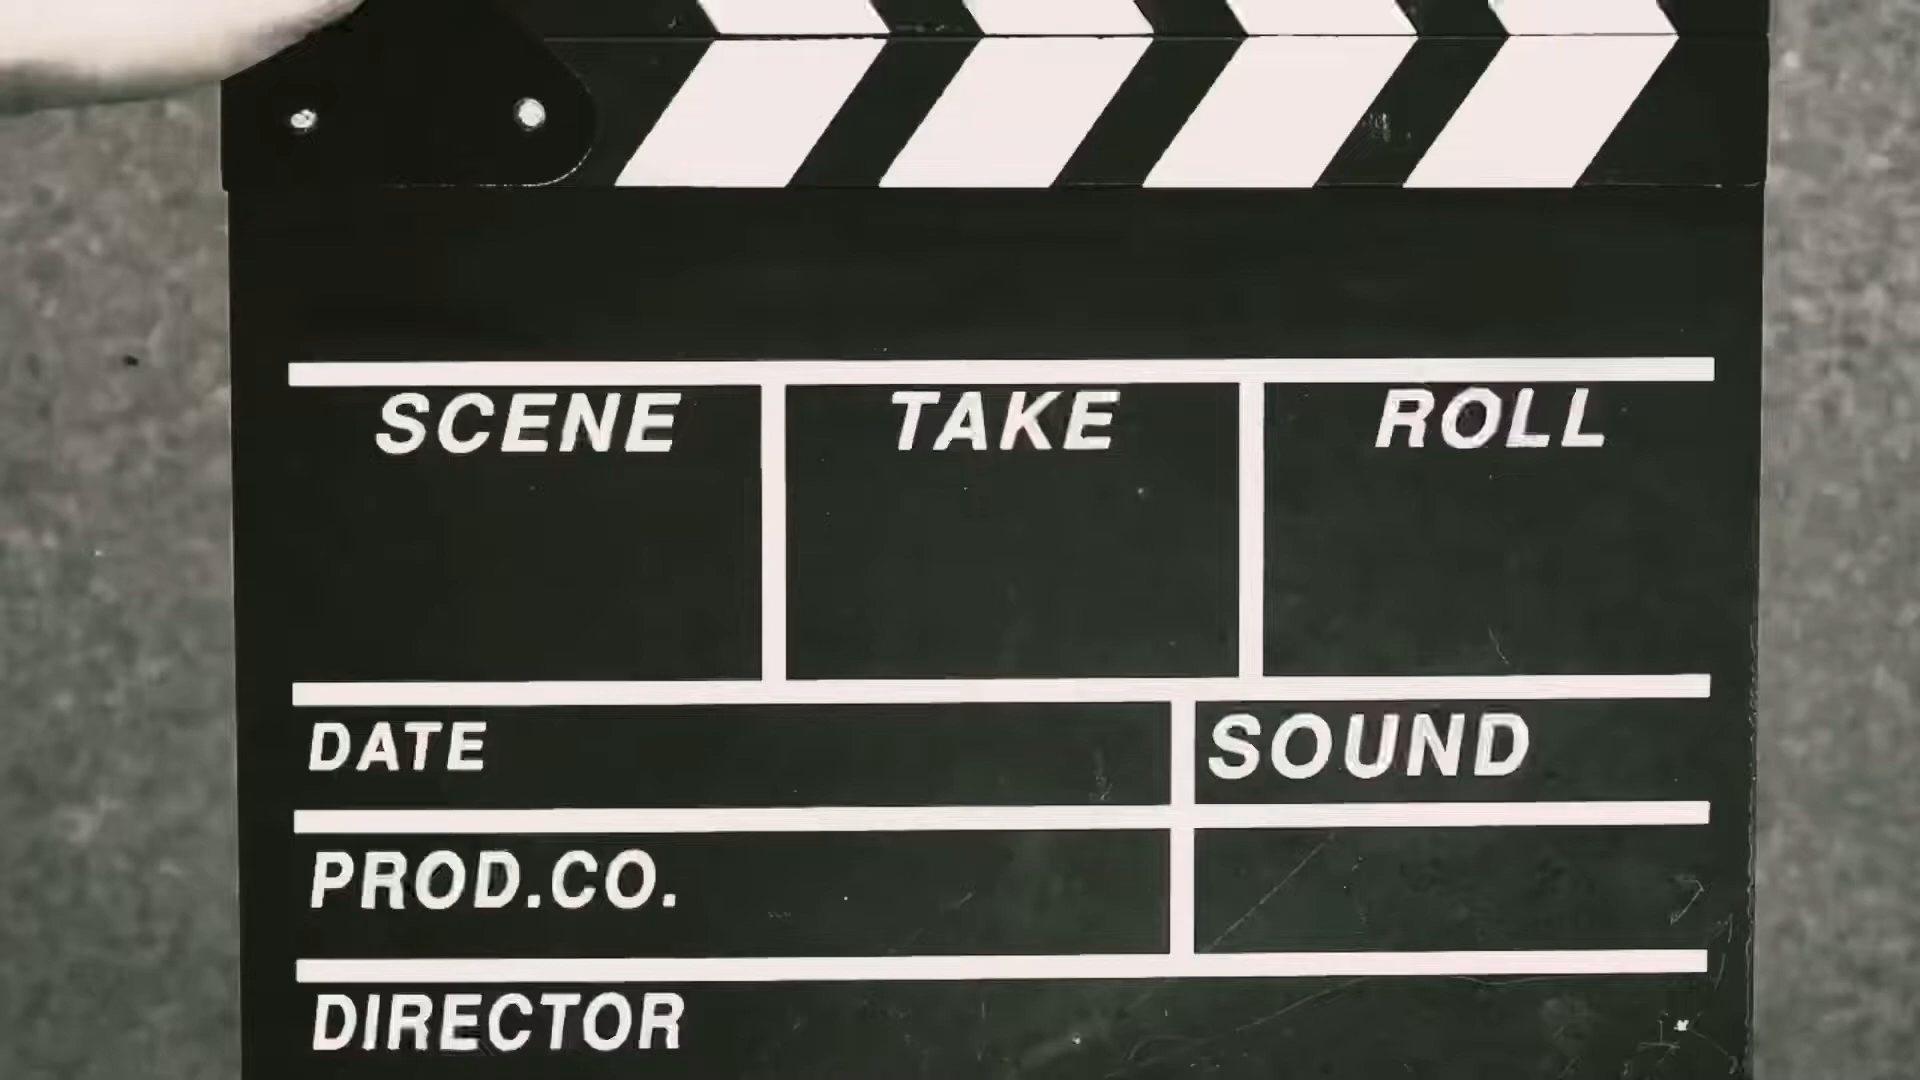 SCENE TAKE ROLL
DATE SOUND
PROD.CO.
DIRECTOR